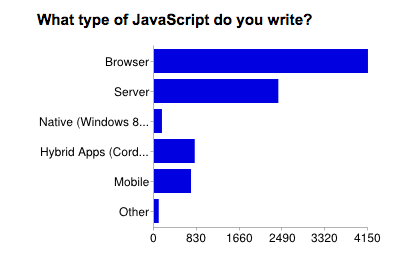 What type of JavaScript do you write?
Browser
Server
Native (Windows 8...
Hybrid Apps (Cord...
Mobile
Other
0 830 1660 2490 3320 4150